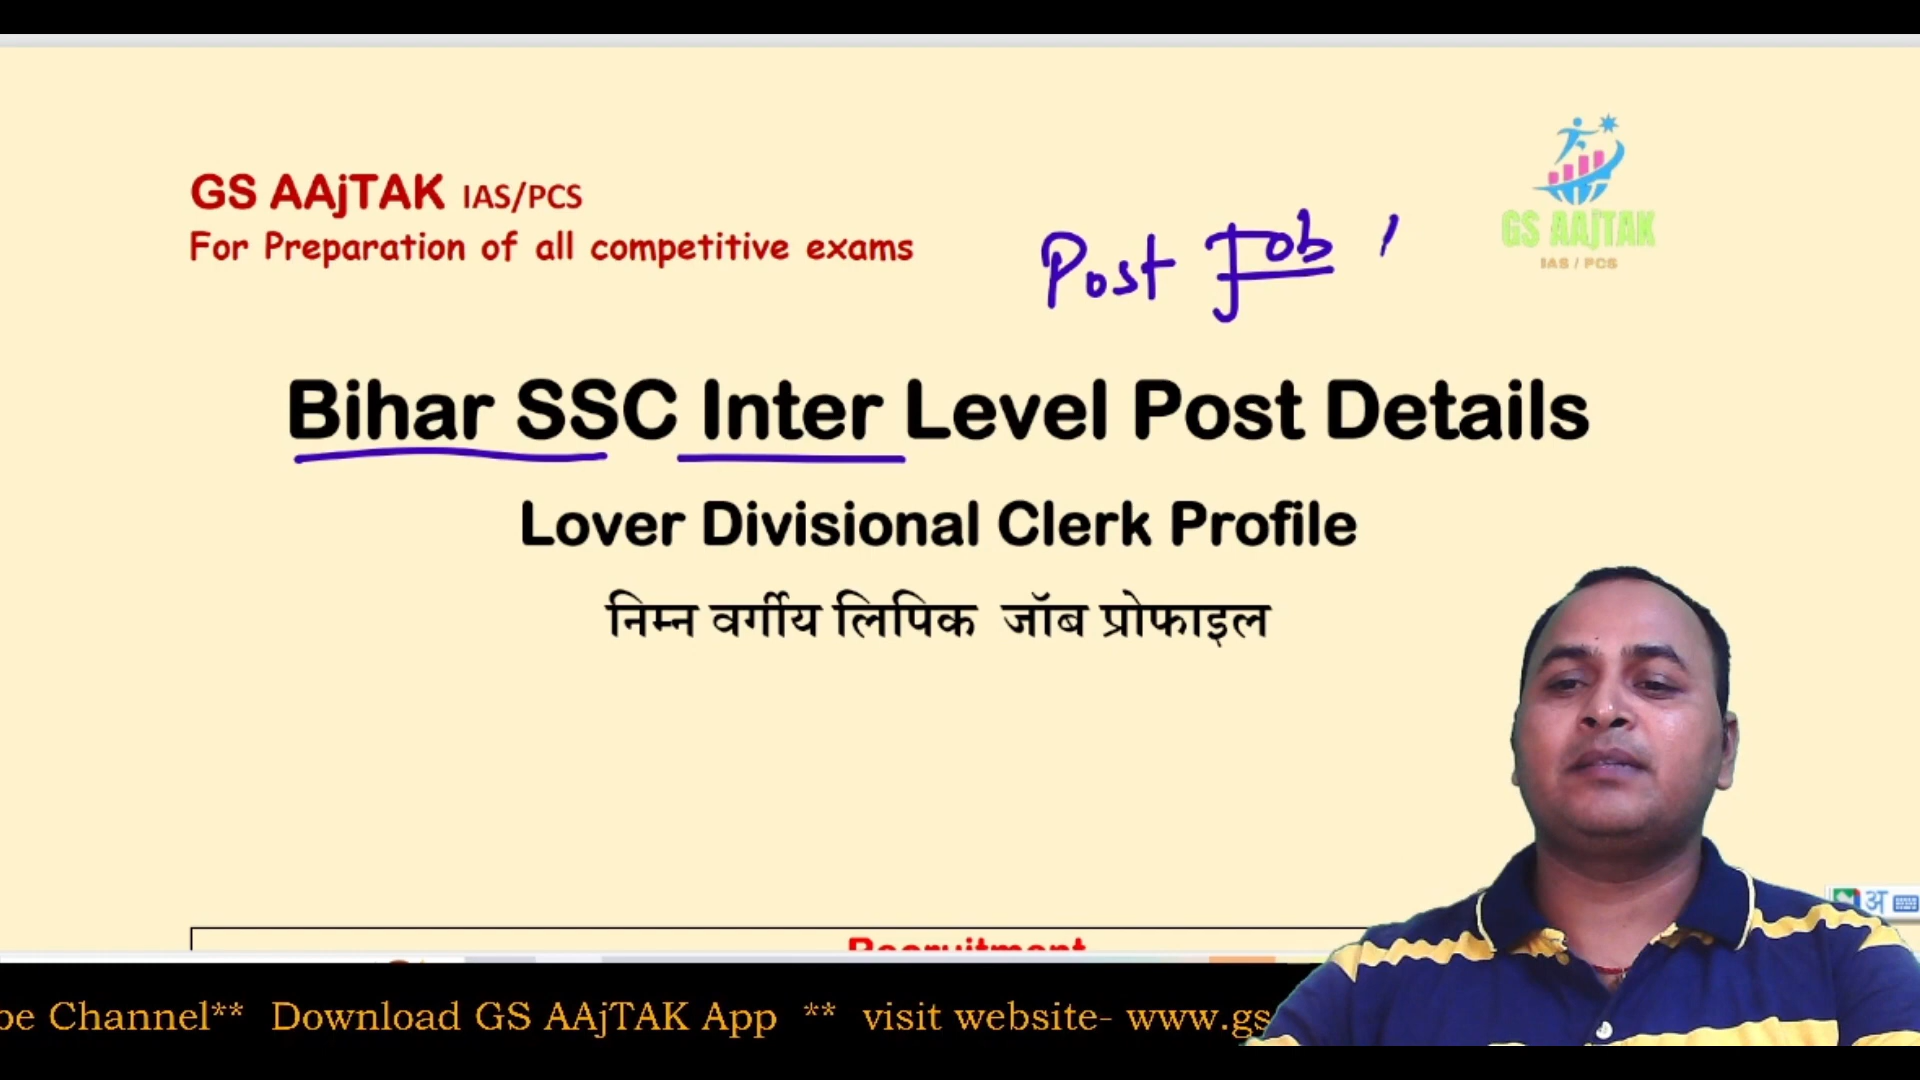 GS AAjTAK IAS/PCS
For Preparation of all competitive exams
Post Job
GS AAJTAK
IAS / PCS
Bihar SSC Inter Level Post Details
Lover Divisional Clerk Profile
निम्न वर्गीय लिपिक जॉब प्रोफाइल
अ
Recruitment
Channel** Download GS AAjTAK App ** visit website- www.gs